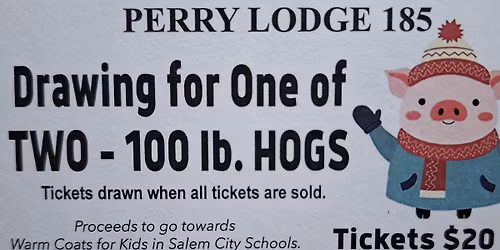 PERRY LODGE 185
Drawing for One of
TWO - 100 lb. HOGS
Tickets drawn when all tickets are sold.
Proceeds to go towards
Warm Coats for Kids in Salem City Schools.
Tickets $20